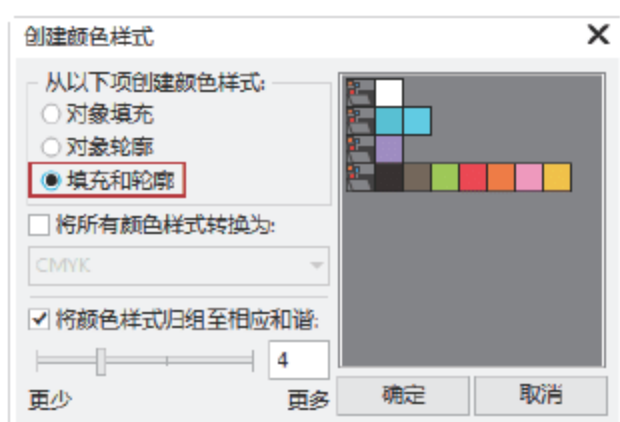 创建颜色样式
从以下项创建颜色样式:
对象填充
对象轮廓
填充和轮廓
将所有颜色样式转换为:
CMYK
将颜色样式归组至相应和谐:
4
更少
更多
确定
取消